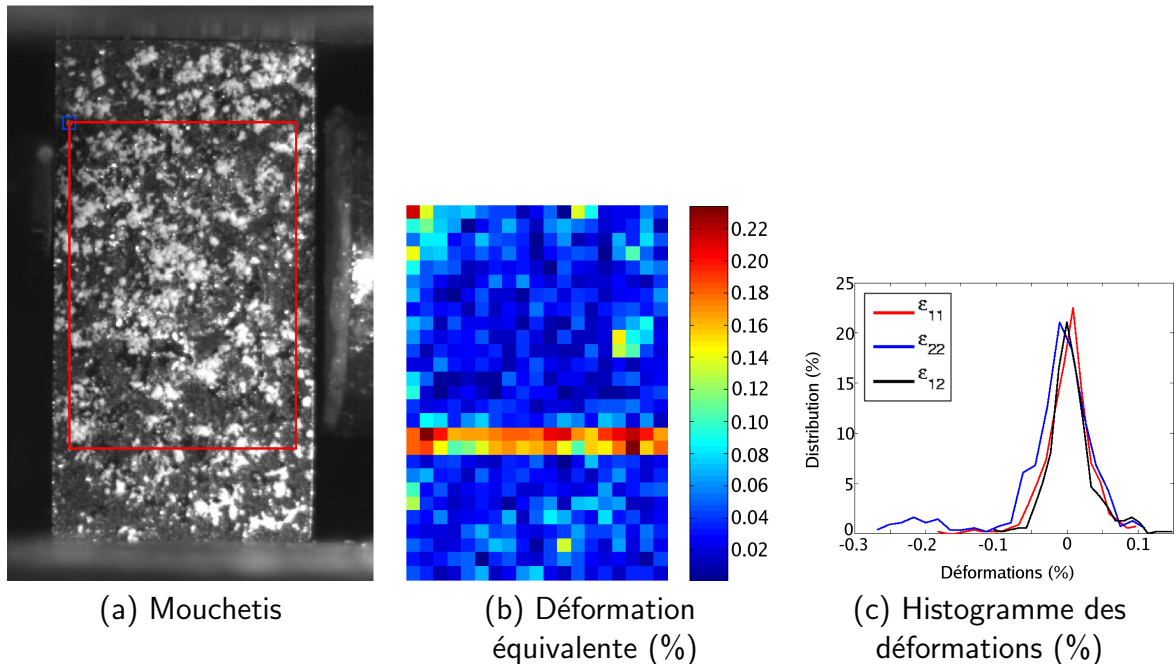 0.22
0.20
0.18
0.16
0.14
0.12
0.10
0.08
0.06
0.04
0.02
25
20
15
10
5
0
Distribution (%)
ε11
ε22
ε12
-0.3 -0.1 0 0.1
Déformations (%)
(a) Mouchetis
(b) Déformation
équivalente (%)
(c) Histogramme des
déformations (%)